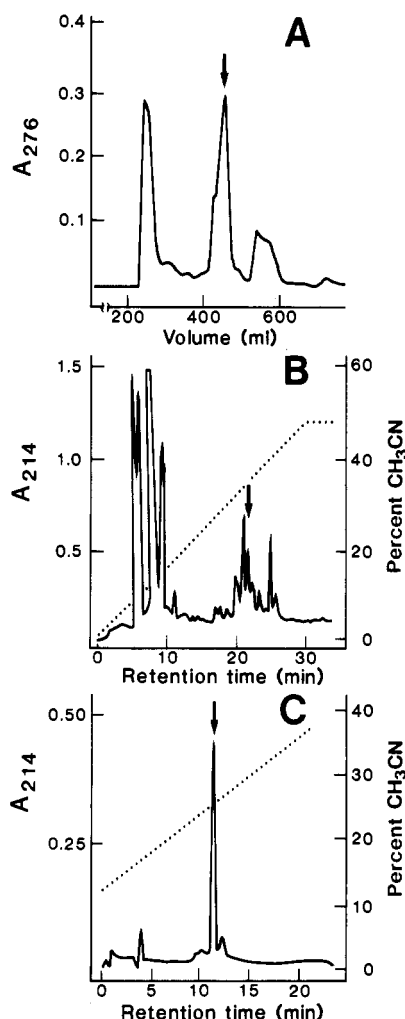 A
0.4
0.3
0.2
0.1
A276
200 400 600
Volume (ml)
B
1.5
1.0
0.5
0
A214
60
40
20
0
Percent CH3CN
0 10 20 30
Retention time (min)
C
0.50
0.25
A214
40
30
20
10
0
Percent CH3CN
0 5 10 15 20
Retention time (min)